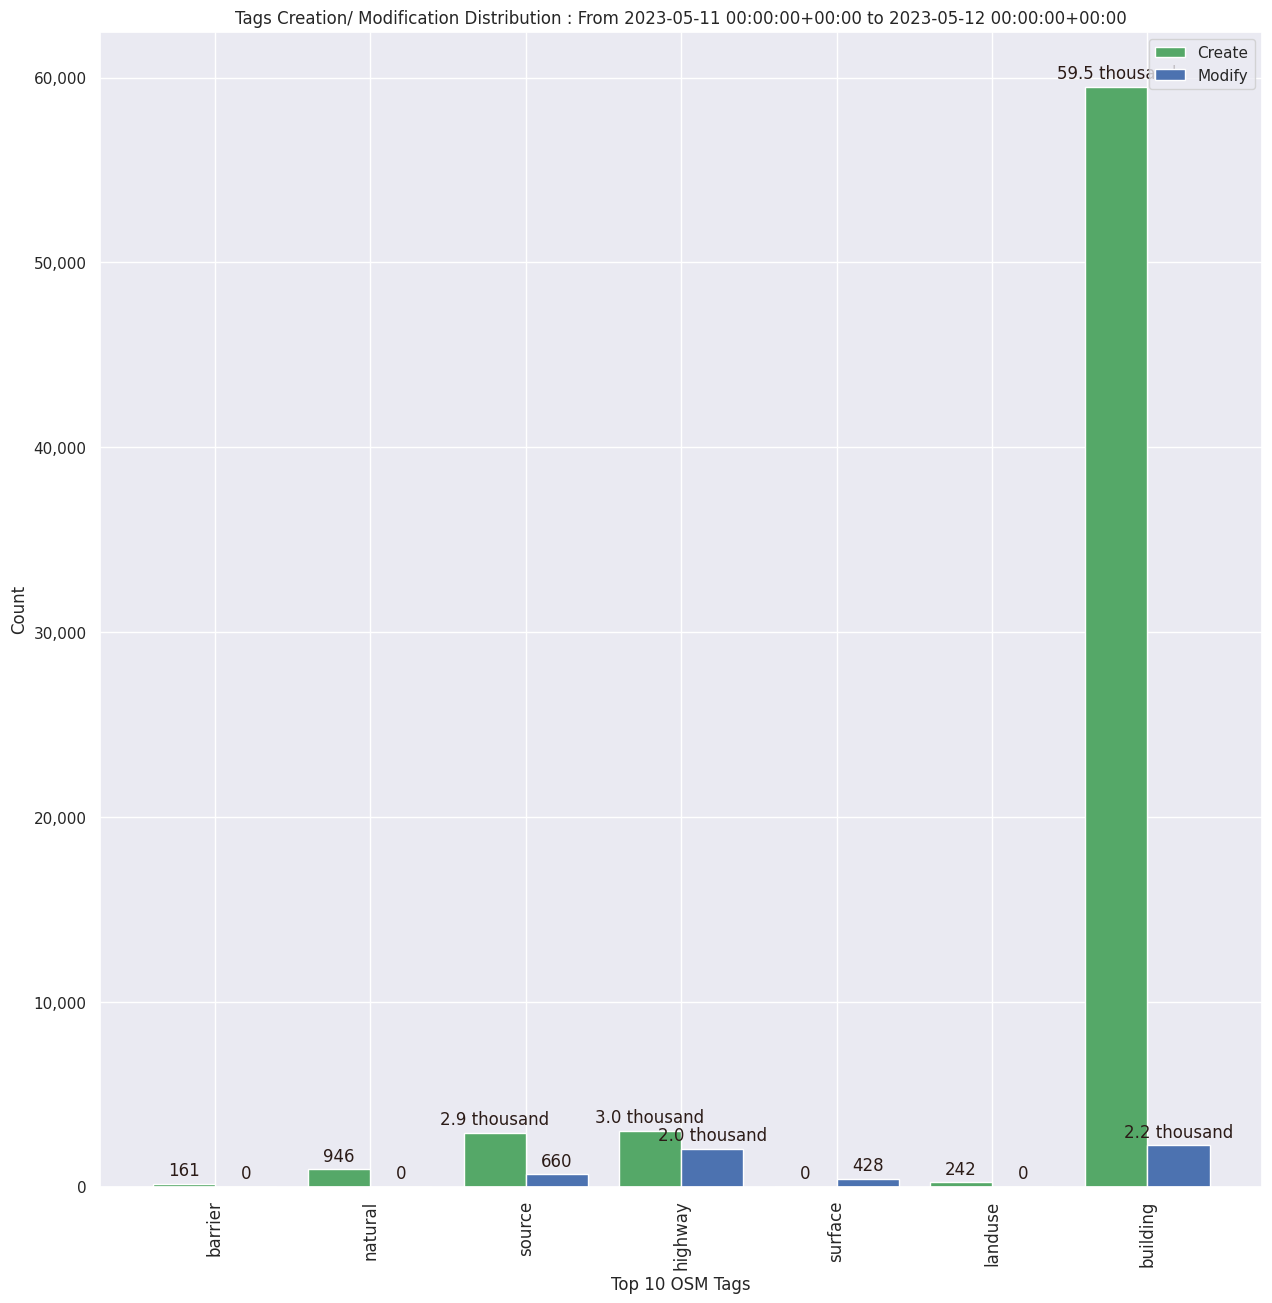 Tags Creation/ Modification Distribution : From 2023-05-11 00:00:00+00:00 to 2023-05-12 00:00:00+00:00
Create
Modify
60,000
50,000
40,000
30,000
20,000
10,000
0
Count
59.5
161
0
946
0
2.9 thousand
660
3.0 thousand
2.0 thousand
0
428
242
0
2.2 thousand
barrier
natural
source
highway
surface
landuse
building
Top 10 OSM Tags